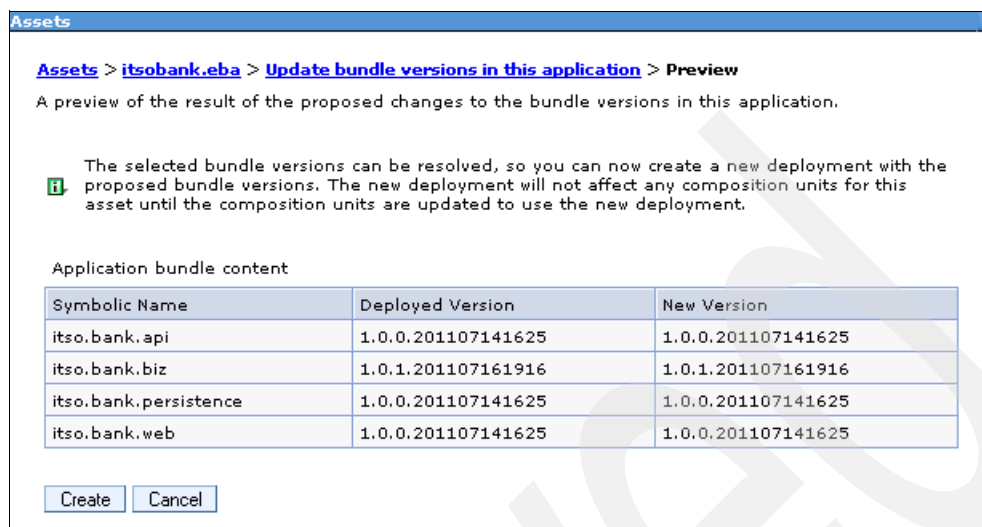 Assets
Assets > itsobank.eba > Update bundle versions in this application > Preview
A preview of the result of the proposed changes to the bundle versions in this application.
The selected bundle versions can be resolved, so you can now create a new deployment with the
proposed bundle versions. The new deployment will not affect any composition units for this
asset until the composition units are updated to use the new deployment.
Application bundle content
Symbolic Name Deployed Version New Version
itso.bank.api 1.0.0.201107141625 1.0.0.201107141625
itso.bank.biz 1.0.1.201107161916 1.0.1.201107161916
itso.bank.persistence 1.0.0.201107141625 1.0.0.201107141625
itso.bank.web 1.0.0.201107141625 1.0.0.201107141625
Create Cancel